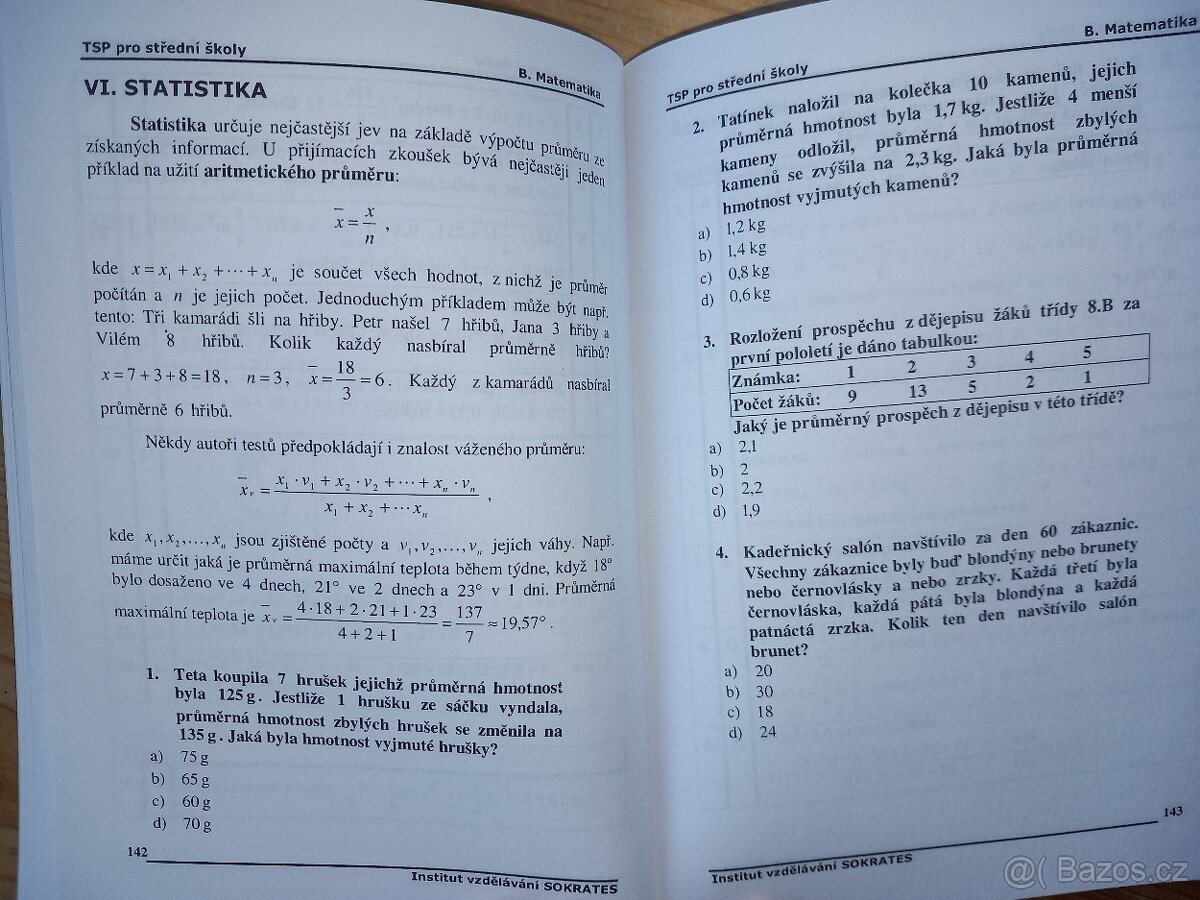 TSP pro střední školy
B. Matematika
VI. STATISTIKA
Statistika určuje nejčastější jev na základě výpočtu průměru ze
získaných informací. U přijímacích zkoušek bývá nejčastěji jeden
příklad na užití aritmetického průměru:
x̄ = x/n ,
kde x = x₁ + x₂ + ··· + xₙ je součet všech hodnot, z nichž je průměr
počítán a n je jejich počet. Jednoduchým příkladem může být např.
tento: Tři kamarádi šli na hřiby. Petr našel 7 hřibů, Jana 3 hřiby a
Vilém 8 hřibů. Kolik každý nasbíral průměrně hřibů?
x = 7 + 3 + 8 = 18, n = 3, x̄ = 18/3 = 6. Každý z kamarádů nasbíral
průměrně 6 hřibů.
Někdy autoři testů předpokládají i znalost váženého průměru:
x̄ᵥ = (x₁ · v₁ + x₂ · v₂ + ··· + xₙ · vₙ)/(x₁ + x₂ + ··· xₙ) ,
kde x₁, x₂,..., xₙ jsou zjištěné počty a v₁, v₂,..., vₙ jejich váhy. Např.
máme určit jaká je průměrná maximální teplota během týdne, když 18°
bylo dosaženo ve 4 dnech, 21° ve 2 dnech a 23° v 1 dni. Průměrná
maximální teplota je x̄ᵥ = (4·18 + 2·21 + 1·23)/(4 + 2 + 1) = 137/7 ≈ 19,57°.
1. Teta koupila 7 hrušek jejichž průměrná hmotnost
byla 125 g. Jestliže 1 hrušku ze sáčku vyndala,
průměrná hmotnost zbylých hrušek se změnila na
135 g. Jaká byla hmotnost vyjmuté hrušky?
a) 75 g
b) 65 g
c) 60 g
d) 70 g
142
Institut vzdělávání SOKRATES
TSP pro střední školy
B. Matematika
2. Tatínek naložil na kolečka 10 kamenů, jejich
průměrná hmotnost byla 1,7 kg. Jestliže 4 menší
kameny odložil, průměrná hmotnost zbylých
kamenů se zvýšila na 2,3 kg. Jaká byla průměrná
hmotnost vyjmutých kamenů?
a) 1,2 kg
b) 1,4 kg
c) 0,8 kg
d) 0,6 kg
3. Rozložení prospěchu z dějepisu žáků třídy 8.B za
první pololetí je dáno tabulkou:
Známka: 1 2 3 4 5
Počet žáků: 9 13 5 2 1
Jaký je průměrný prospěch z dějepisu v této třídě?
a) 2,1
b) 2
c) 2,2
d) 1,9
4. Kadeřnický salón navštívilo za den 60 zákaznic.
Všechny zákaznice byly buď blondýny nebo brunety
nebo černovlásky a nebo zrzky. Každá třetí byla
černovláska, každá pátá byla blondýna a každá
patnáctá zrzka. Kolik ten den navštívilo salón
brunet?
a) 20
b) 30
c) 18
d) 24
143
Institut vzdělávání SOKRATES
Bazos.cz